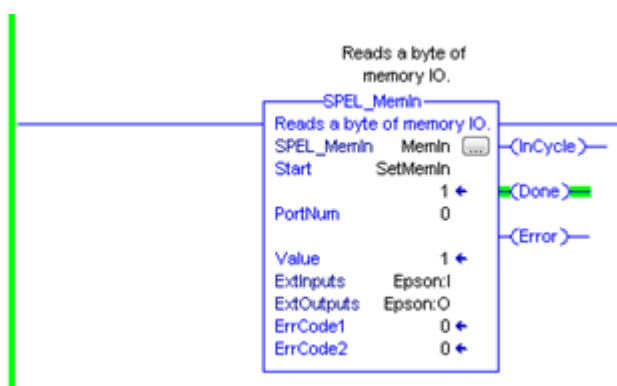 Reads a byte of
memory IO.
SPEL_MemIn
Reads a byte of memory IO.
SPEL_MemIn MemIn ... (InCycle)
Start SetMemIn
1 (Done)
PortNum 0
(Error)
Value 1
ExtInputs Epson:I
ExtOutputs Epson:O
ErrCode1 0
ErrCode2 0